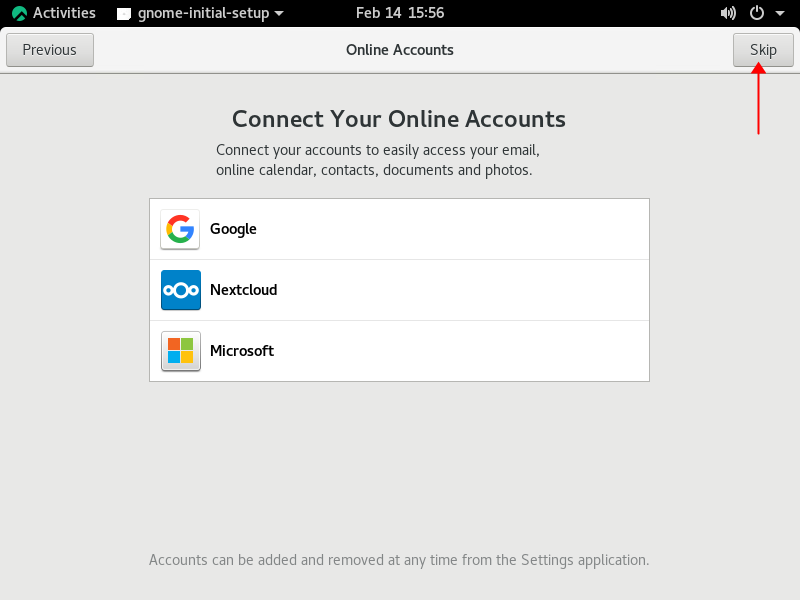 Activities gnome-initial-setup Feb 14 15:56
Previous Online Accounts Skip
Connect Your Online Accounts
Connect your accounts to easily access your email,
online calendar, contacts, documents and photos.
Google
Nextcloud
Microsoft
Accounts can be added and removed at any time from the Settings application.